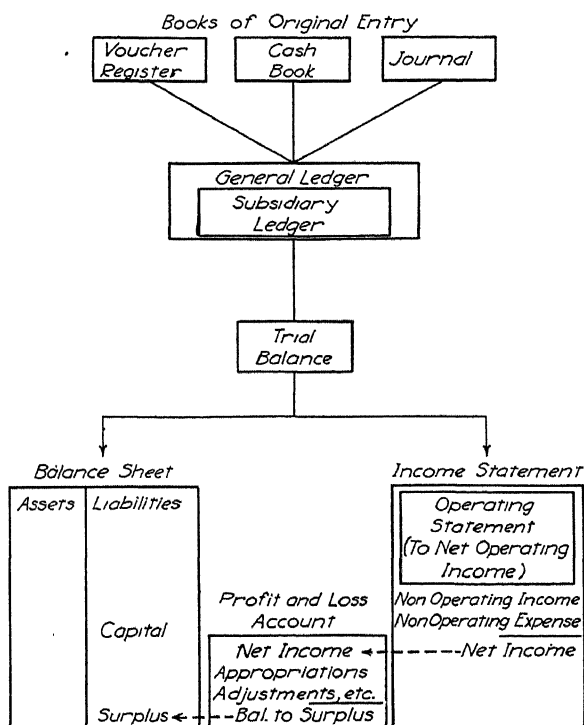 Books of Original Entry
Voucher
Register
Cash
Book
Journal
General Ledger
Subsidiary
Ledger
Trial
Balance
Balance Sheet
Assets
Liabilities
Capital
Surplus
Profit and Loss
Account
Net Income
Appropriations
Adjustments, etc.
Bal. to Surplus
Income Statement
Operating
Statement
(To Net Operating
Income)
Non Operating Income
Non Operating Expense
Net Income